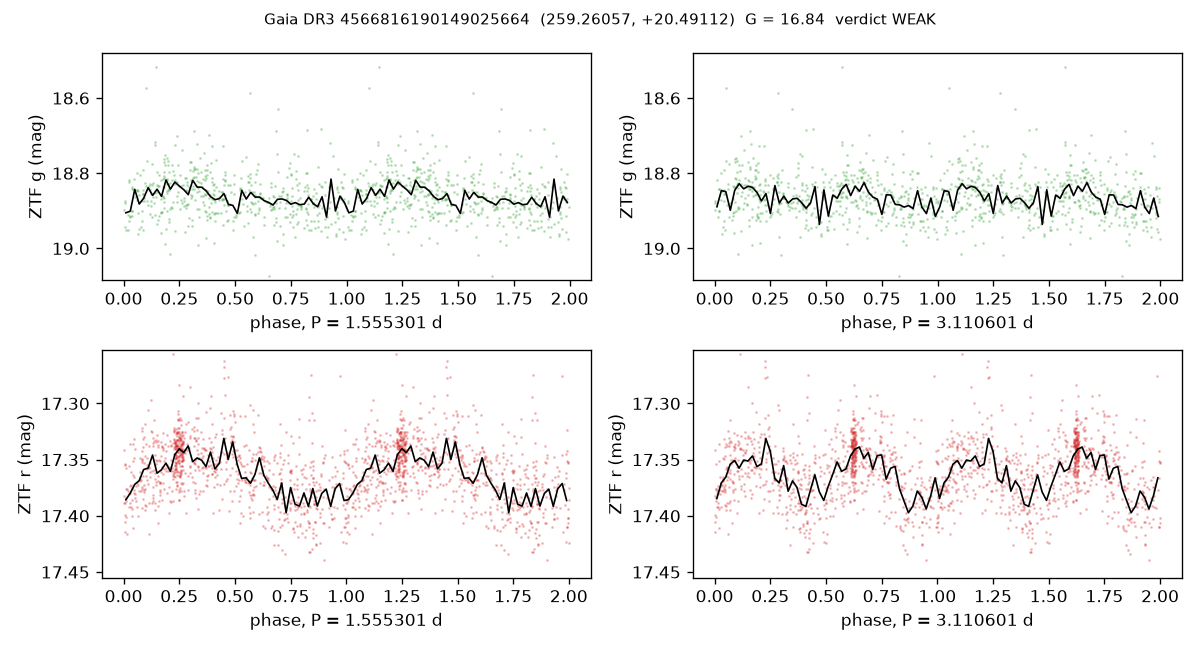 Gaia DR3 4566816190149025664 (259.26057, +20.49112) G = 16.84 verdict WEAK
ZTF g (mag)
18.6
18.8
19.0
0.00 0.25 0.50 0.75 1.00 1.25 1.50 1.75 2.00
phase, P = 1.555301 d
ZTF g (mag)
18.6
18.8
19.0
0.00 0.25 0.50 0.75 1.00 1.25 1.50 1.75 2.00
phase, P = 3.110601 d
ZTF r (mag)
17.30
17.35
17.40
17.45
0.00 0.25 0.50 0.75 1.00 1.25 1.50 1.75 2.00
phase, P = 1.555301 d
ZTF r (mag)
17.30
17.35
17.40
17.45
0.00 0.25 0.50 0.75 1.00 1.25 1.50 1.75 2.00
phase, P = 3.110601 d